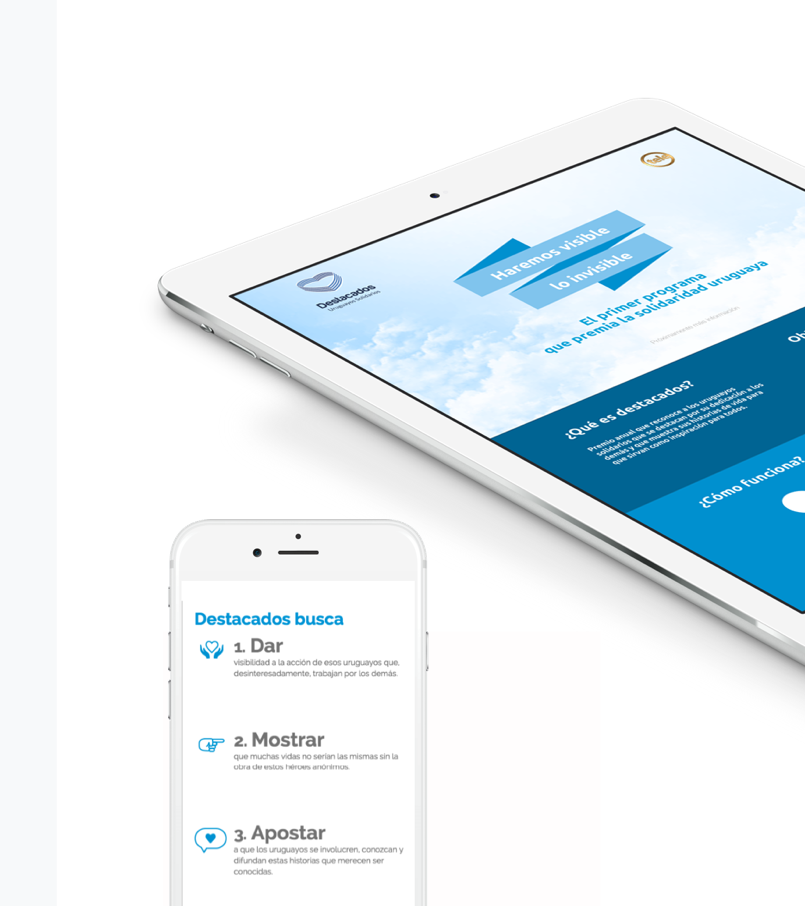 Haremos visible
lo invisible
Destacados
Uruguayos Solidarios
El primer programa
que premia la solidaridad uruguaya
más información
¿Qué es destacados?
Premio anual que reconoce a los uruguayos
solidarios que se destacan por su dedicación a los
demás y que muestra sus historias de vida para
que sirvan como inspiración para todos.
Ob
¿Cómo funciona?
Destacados busca
1. Dar
visibilidad a la acción de esos uruguayos que,
desinteresadamente, trabajan por los demás.
2. Mostrar
que muchas vidas no serían las mismas sin la
obra de estos héroes anónimos.
3. Apostar
a que los uruguayos se involucren, conozcan y
difundan estas historias que merecen ser
conocidas.